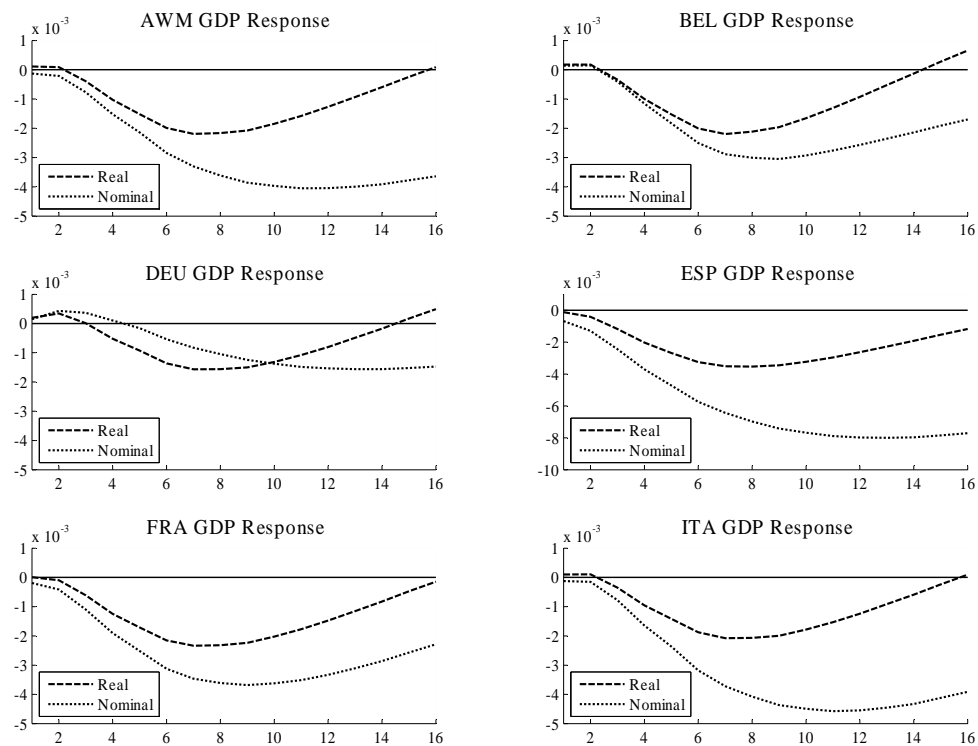 AWM GDP Response
x 10-3
1
0
-1
-2
-3
-4
-5
Real
Nominal
2 4 6 8 10 12 14 16
BEL GDP Response
x 10-3
1
0
-1
-2
-3
-4
-5
Real
Nominal
2 4 6 8 10 12 14 16
DEU GDP Response
x 10-3
1
0
-1
-2
-3
-4
-5
Real
Nominal
2 4 6 8 10 12 14 16
ESP GDP Response
x 10-3
0
-2
-4
-6
-8
-10
Real
Nominal
2 4 6 8 10 12 14 16
FRA GDP Response
x 10-3
1
0
-1
-2
-3
-4
-5
Real
Nominal
2 4 6 8 10 12 14 16
ITA GDP Response
x 10-3
1
0
-1
-2
-3
-4
-5
Real
Nominal
2 4 6 8 10 12 14 16